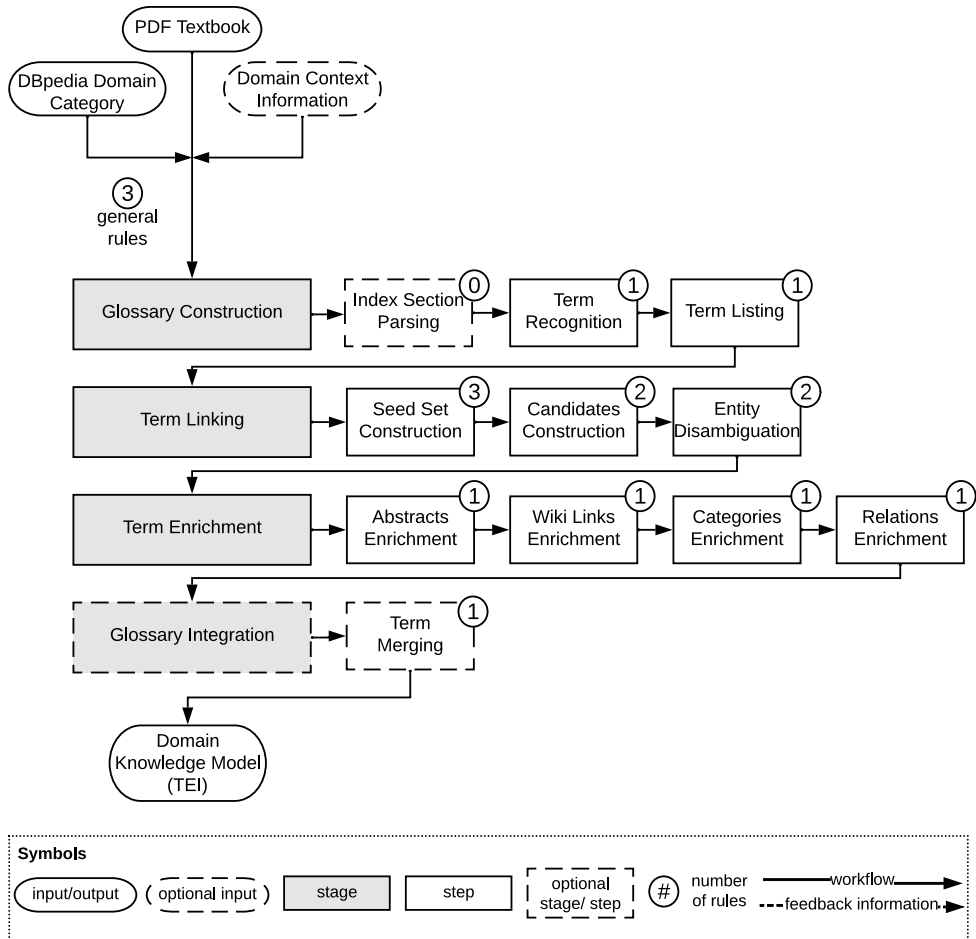 PDF Textbook
DBpedia Domain
Category
Domain Context
Information
3
general
rules
Glossary Construction
Index Section
Parsing
0
Term
Recognition
1
Term Listing
1
Term Linking
Seed Set
Construction
3
Candidates
Construction
2
Entity
Disambiguation
2
Term Enrichment
Abstracts
Enrichment
1
Wiki Links
Enrichment
1
Categories
Enrichment
1
Relations
Enrichment
1
Glossary Integration
Term
Merging
1
Domain
Knowledge Model
(TEI)
Symbols
input/output
optional input
stage
step
optional
stage/ step
#
number
of rules
workflow
feedback information